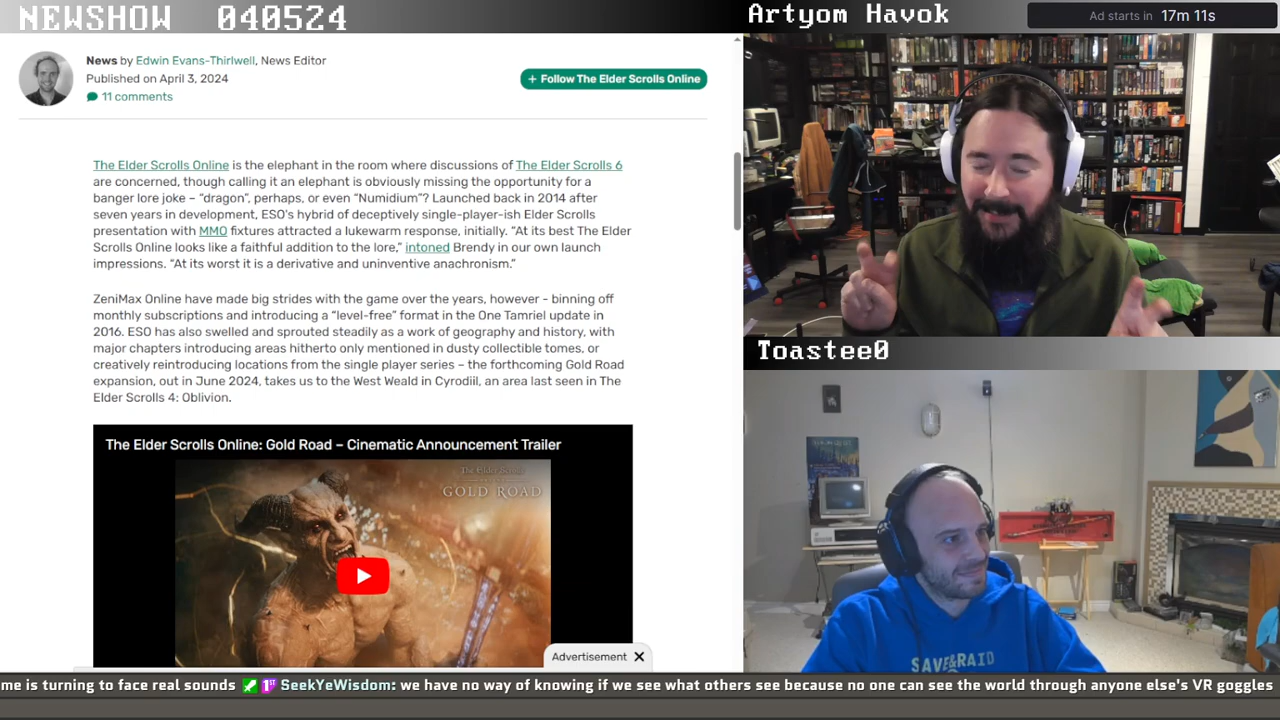 NEWSHOW 040524
Artyom Havok
Ad starts in 17m 11s
News by Edwin Evans-Thirlwell, News Editor
Published on April 3, 2024
11 comments
+ Follow The Elder Scrolls Online
The Elder Scrolls Online is the elephant in the room where discussions of The Elder Scrolls 6
are concerned, though calling it an elephant is obviously missing the opportunity for a
banger lore joke – “dragon”, perhaps, or even “Numidium”? Launched back in 2014 after
seven years in development, ESO's hybrid of deceptively single-player-ish Elder Scrolls
presentation with MMO fixtures attracted a lukewarm response, initially. “At its best The Elder
Scrolls Online looks like a faithful addition to the lore,” intoned Brendy in our own launch
impressions. “At its worst it is a derivative and uninventive anachronism.”
ZeniMax Online have made big strides with the game over the years, however - binning off
monthly subscriptions and introducing a “level-free” format in the One Tamriel update in
2016. ESO has also swelled and sprouted steadily as a work of geography and history, with
major chapters introducing areas hitherto only mentioned in dusty collectible tomes, or
creatively reintroducing locations from the single player series – the forthcoming Gold Road
expansion, out in June 2024, takes us to the West Weald in Cyrodiil, an area last seen in The
Elder Scrolls 4: Oblivion.
The Elder Scrolls Online: Gold Road – Cinematic Announcement Trailer
The Elder Scrolls
GOLD ROAD
Advertisement ✕
Toastee0
SAVE&RAID
me is turning to face real sounds 1st SeekYeWisdom: we have no way of knowing if we see what others see because no one can see the world through anyone else's VR goggles